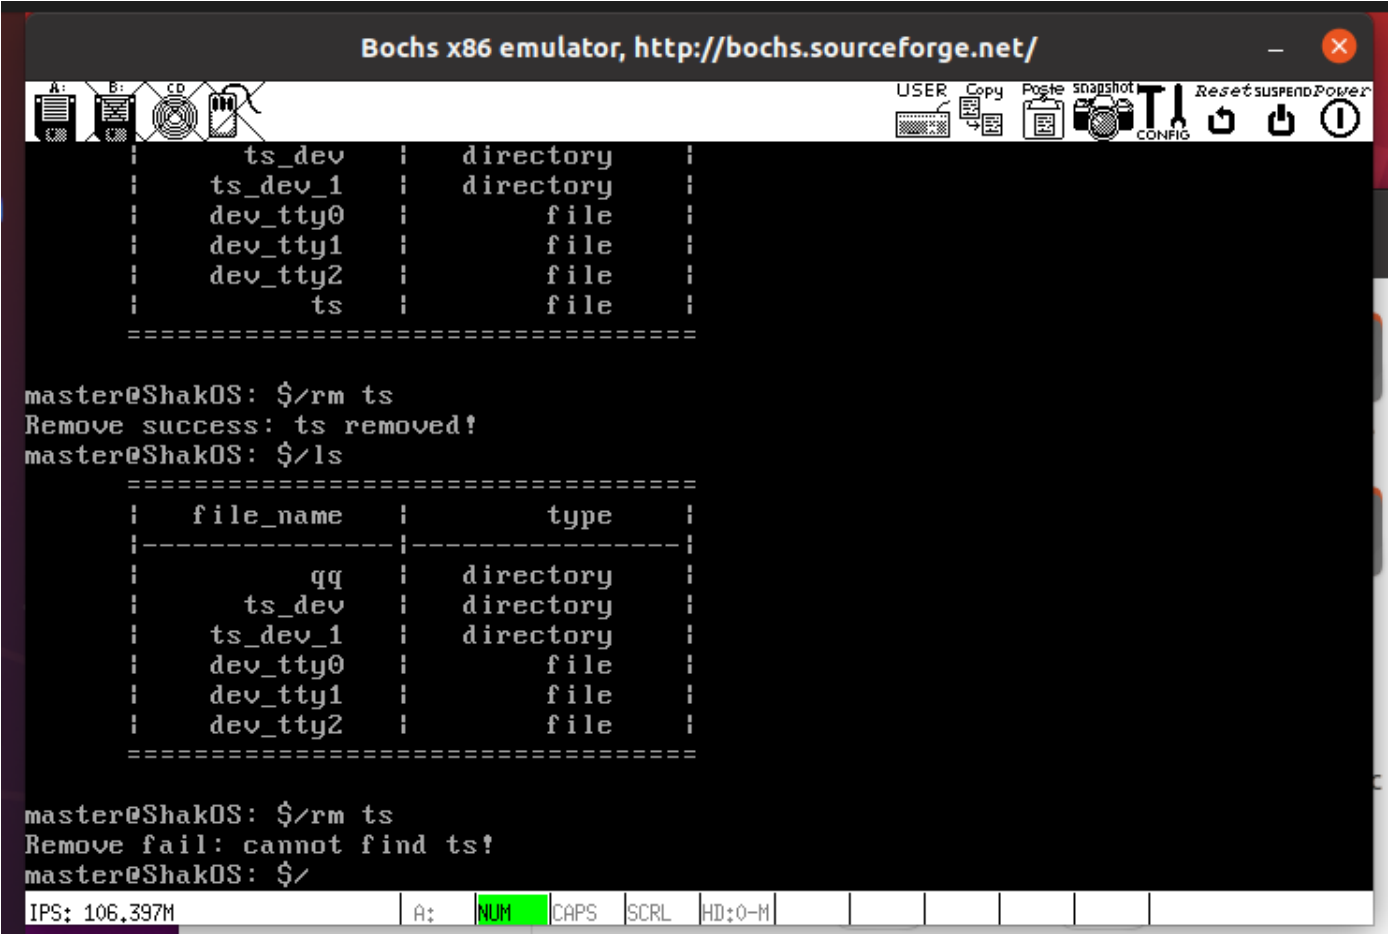 Bochs x86 emulator, http://bochs.sourceforge.net/
A: B: CD USER Copy Paste snapshot CONFIG Reset SUSPEND Power
| ts_dev | directory |
| ts_dev_1 | directory |
| dev_tty0 | file |
| dev_tty1 | file |
| dev_tty2 | file |
| ts | file |
==================================
master@ShakOS: $/rm ts
Remove success: ts removed!
master@ShakOS: $/ls
==================================
| file_name | type |
|---------------|----------------|
| qq | directory |
| ts_dev | directory |
| ts_dev_1 | directory |
| dev_tty0 | file |
| dev_tty1 | file |
| dev_tty2 | file |
==================================
master@ShakOS: $/rm ts
Remove fail: cannot find ts!
master@ShakOS: $/
IPS: 106.397M A: NUM CAPS SCRL HD:0-M